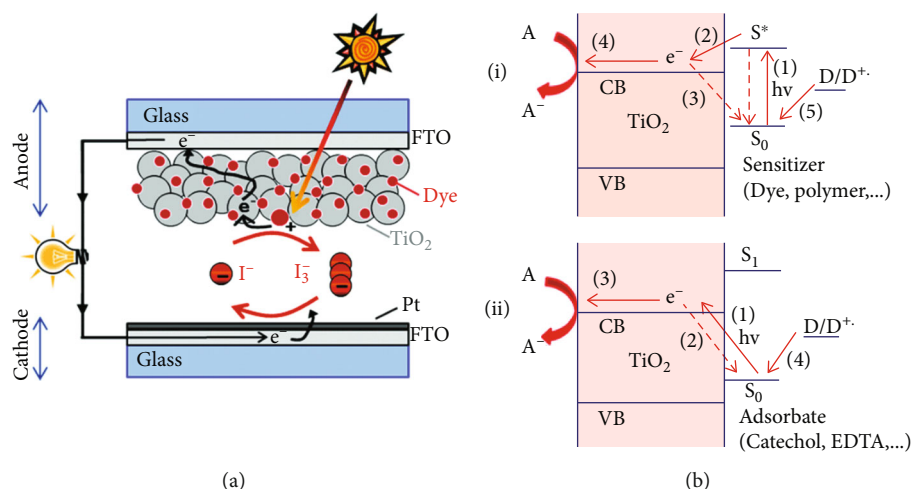 Anode
Glass
FTO
e⁻
Dye
e⁻
+
TiO₂
I⁻
I₃⁻
Pt
Cathode
e⁻
FTO
Glass
(a)
(i)
A
A⁻
(4)
e⁻
(2)
S*
CB
(3)
(1)
hν
D/D⁺·
(5)
TiO₂
S₀
VB
Sensitizer
(Dye, polymer,...)
(ii)
A
A⁻
(3)
e⁻
S₁
CB
(2)
(1)
hν
D/D⁺·
(4)
TiO₂
S₀
VB
Adsorbate
(Catechol, EDTA,...)
(b)